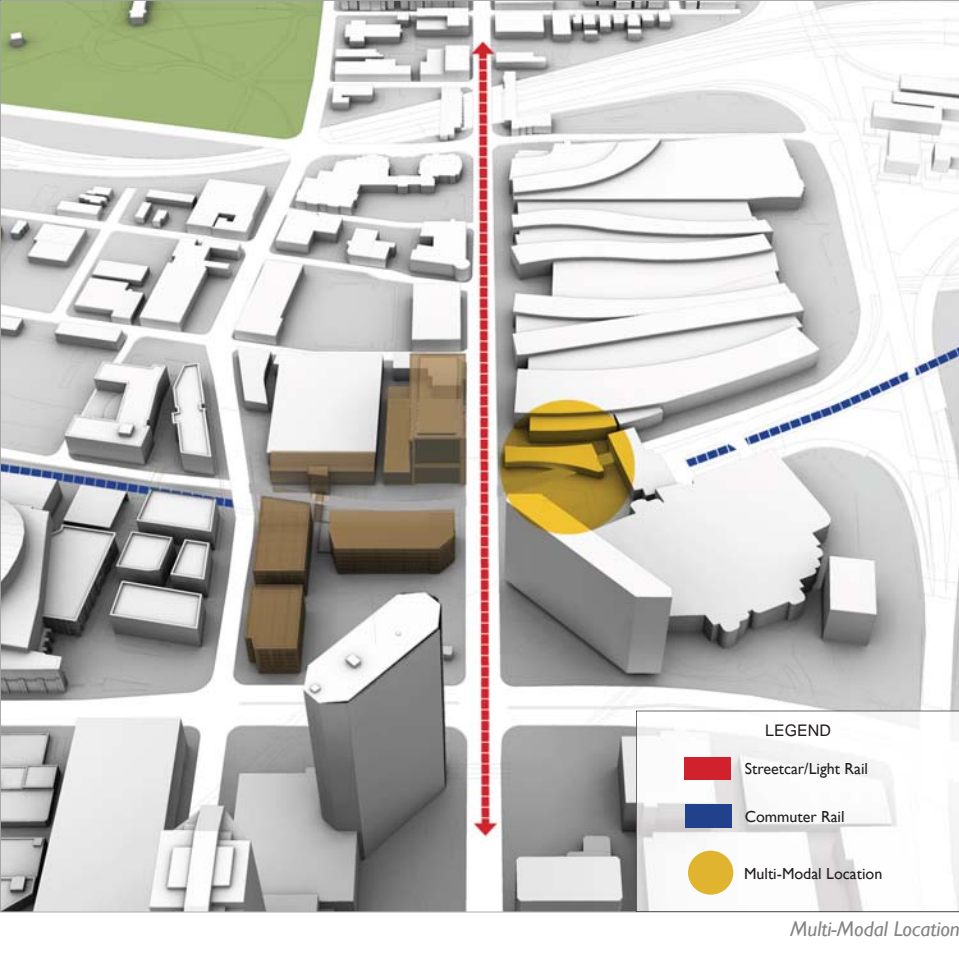 LEGEND
Streetcar/Light Rail
Commuter Rail
Multi-Modal Location
Multi-Modal Location